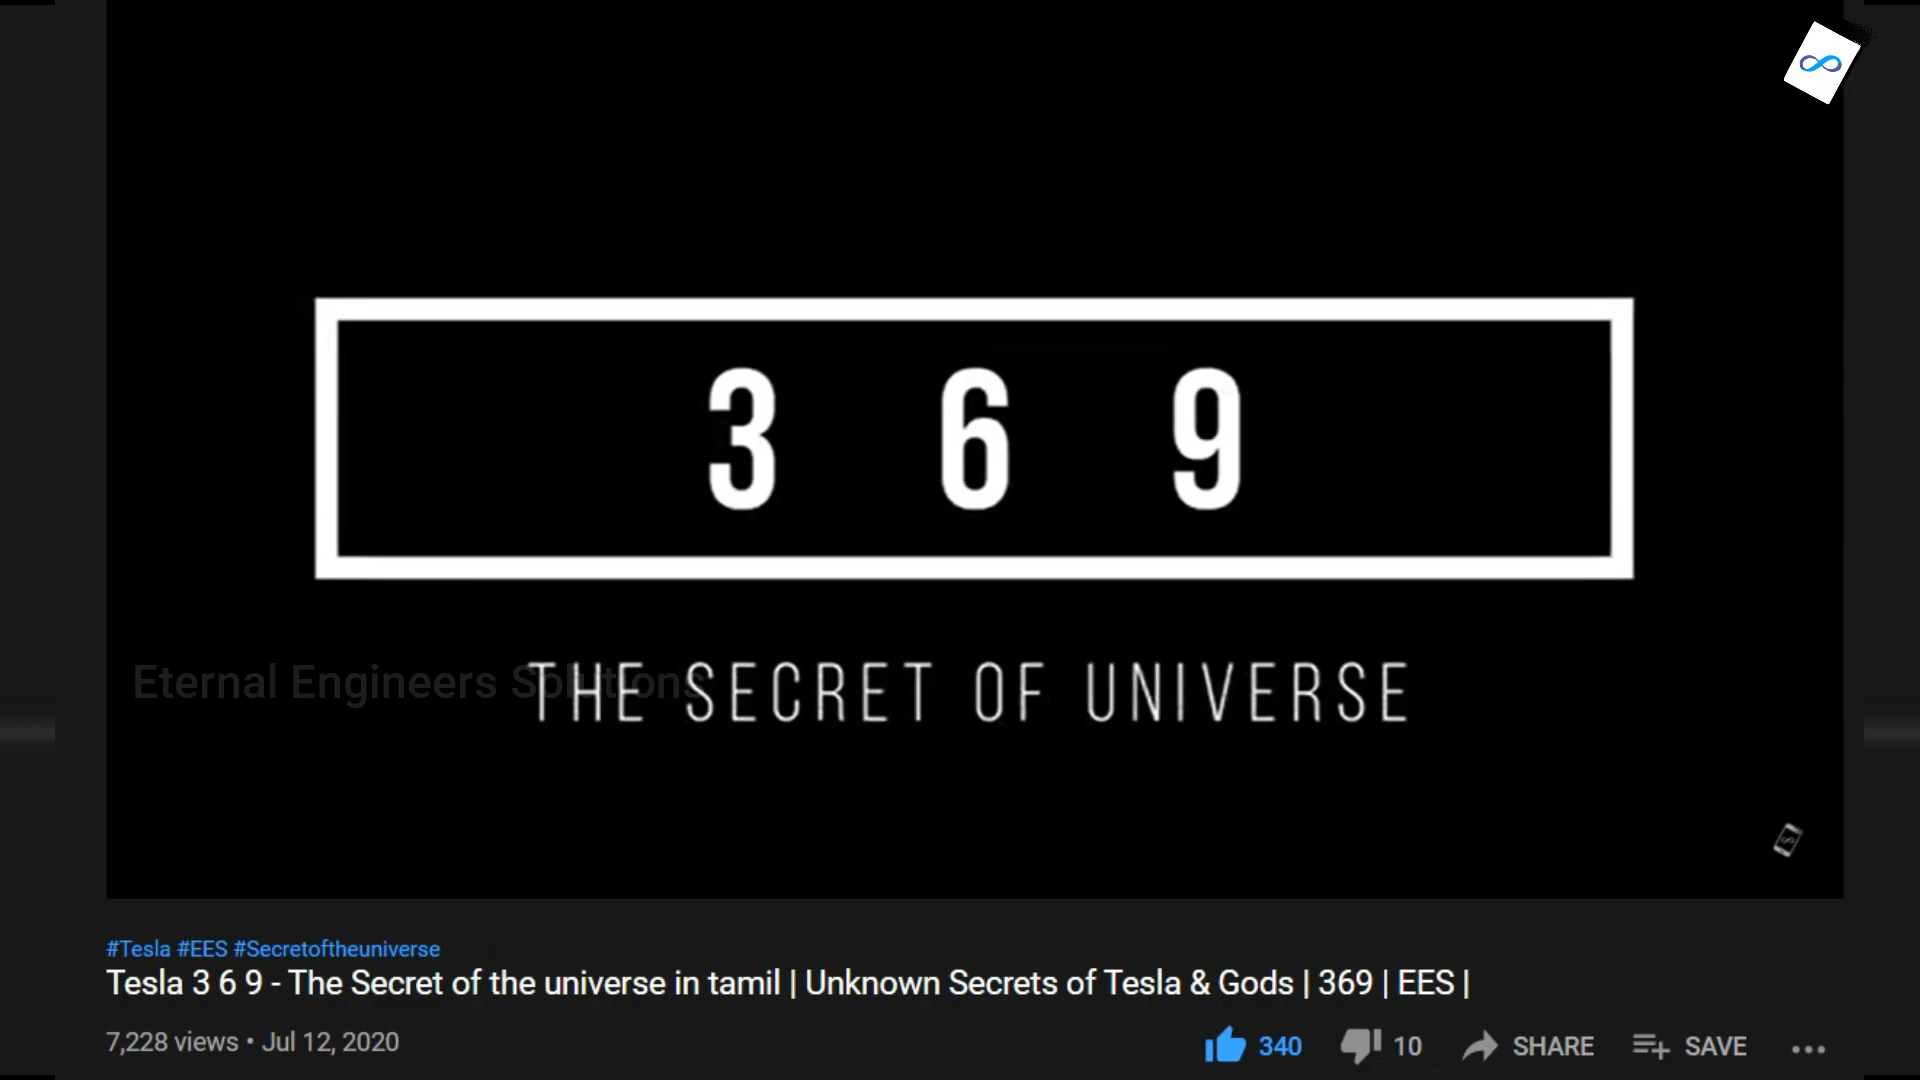 3 6 9
THE SECRET OF UNIVERSE
Eternal Engineers Solutions
#Tesla #EES #Secretoftheuniverse
Tesla 3 6 9 - The Secret of the universe in tamil | Unknown Secrets of Tesla & Gods | 369 | EES |
7,228 views • Jul 12, 2020
340 10 SHARE SAVE